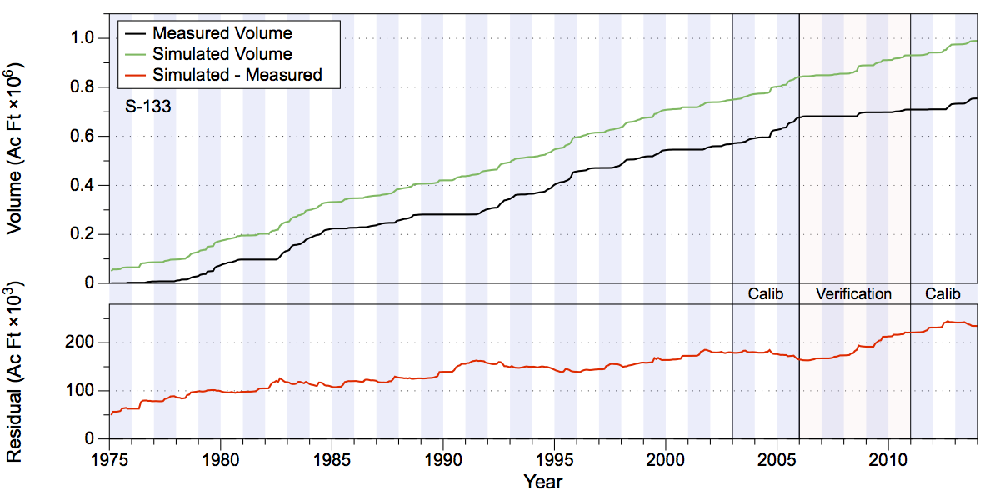 Measured Volume
Simulated Volume
Simulated - Measured
S-133
Volume (Ac Ft ×10⁶)
1.0
0.8
0.6
0.4
0.2
0
Calib Verification Calib
Residual (Ac Ft ×10³)
200
100
0
1975 1980 1985 1990 1995 2000 2005 2010
Year